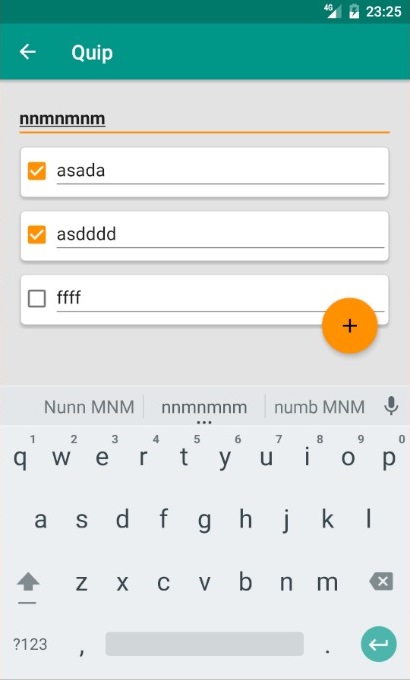 4G 23:25
Quip
nnmnmnm
asada
asdddd
ffff
+
Nunn MNM nnmnmnm numb MNM
...
1 2 3 4 5 6 7 8 9 0
q w e r t y u i o p
a s d f g h j k l
z x c v b n m
?123 , .